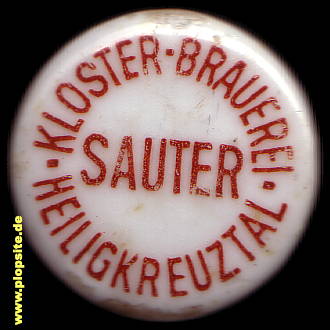 · KLOSTER · BRAUEREI ·
SAUTER
HEILIGKREUZTAL
www.plopsite.de